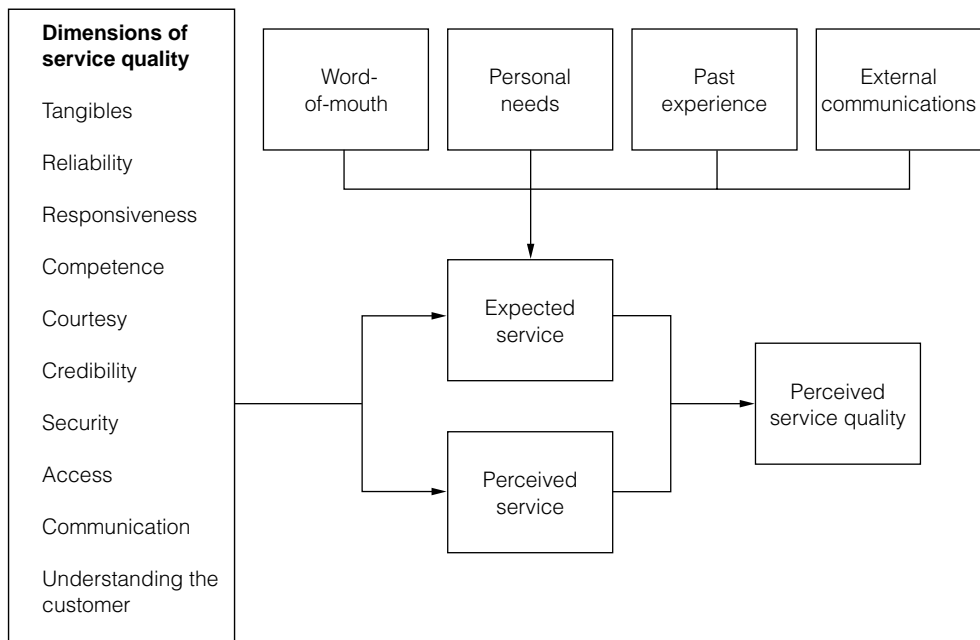 Dimensions of
service quality
Tangibles
Reliability
Responsiveness
Competence
Courtesy
Credibility
Security
Access
Communication
Understanding the
customer
Word-
of-mouth
Personal
needs
Past
experience
External
communications
Expected
service
Perceived
service
Perceived
service quality